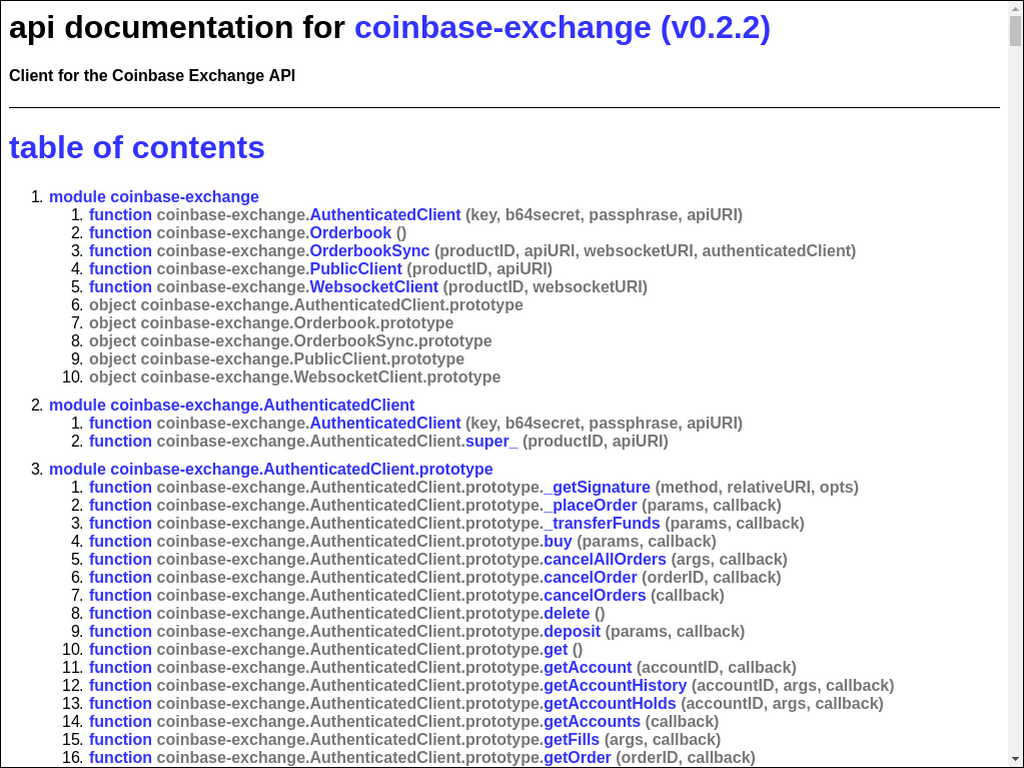 api documentation for coinbase-exchange (v0.2.2)
Client for the Coinbase Exchange API
table of contents
1. module coinbase-exchange
1. function coinbase-exchange.AuthenticatedClient (key, b64secret, passphrase, apiURI)
2. function coinbase-exchange.Orderbook ()
3. function coinbase-exchange.OrderbookSync (productID, apiURI, websocketURI, authenticatedClient)
4. function coinbase-exchange.PublicClient (productID, apiURI)
5. function coinbase-exchange.WebsocketClient (productID, websocketURI)
6. object coinbase-exchange.AuthenticatedClient.prototype
7. object coinbase-exchange.Orderbook.prototype
8. object coinbase-exchange.OrderbookSync.prototype
9. object coinbase-exchange.PublicClient.prototype
10. object coinbase-exchange.WebsocketClient.prototype
2. module coinbase-exchange.AuthenticatedClient
1. function coinbase-exchange.AuthenticatedClient (key, b64secret, passphrase, apiURI)
2. function coinbase-exchange.AuthenticatedClient.super_ (productID, apiURI)
3. module coinbase-exchange.AuthenticatedClient.prototype
1. function coinbase-exchange.AuthenticatedClient.prototype._getSignature (method, relativeURI, opts)
2. function coinbase-exchange.AuthenticatedClient.prototype._placeOrder (params, callback)
3. function coinbase-exchange.AuthenticatedClient.prototype._transferFunds (params, callback)
4. function coinbase-exchange.AuthenticatedClient.prototype.buy (params, callback)
5. function coinbase-exchange.AuthenticatedClient.prototype.cancelAllOrders (args, callback)
6. function coinbase-exchange.AuthenticatedClient.prototype.cancelOrder (orderID, callback)
7. function coinbase-exchange.AuthenticatedClient.prototype.cancelOrders (callback)
8. function coinbase-exchange.AuthenticatedClient.prototype.delete ()
9. function coinbase-exchange.AuthenticatedClient.prototype.deposit (params, callback)
10. function coinbase-exchange.AuthenticatedClient.prototype.get ()
11. function coinbase-exchange.AuthenticatedClient.prototype.getAccount (accountID, callback)
12. function coinbase-exchange.AuthenticatedClient.prototype.getAccountHistory (accountID, args, callback)
13. function coinbase-exchange.AuthenticatedClient.prototype.getAccountHolds (accountID, args, callback)
14. function coinbase-exchange.AuthenticatedClient.prototype.getAccounts (callback)
15. function coinbase-exchange.AuthenticatedClient.prototype.getFills (args, callback)
16. function coinbase-exchange.AuthenticatedClient.prototype.getOrder (orderID, callback)